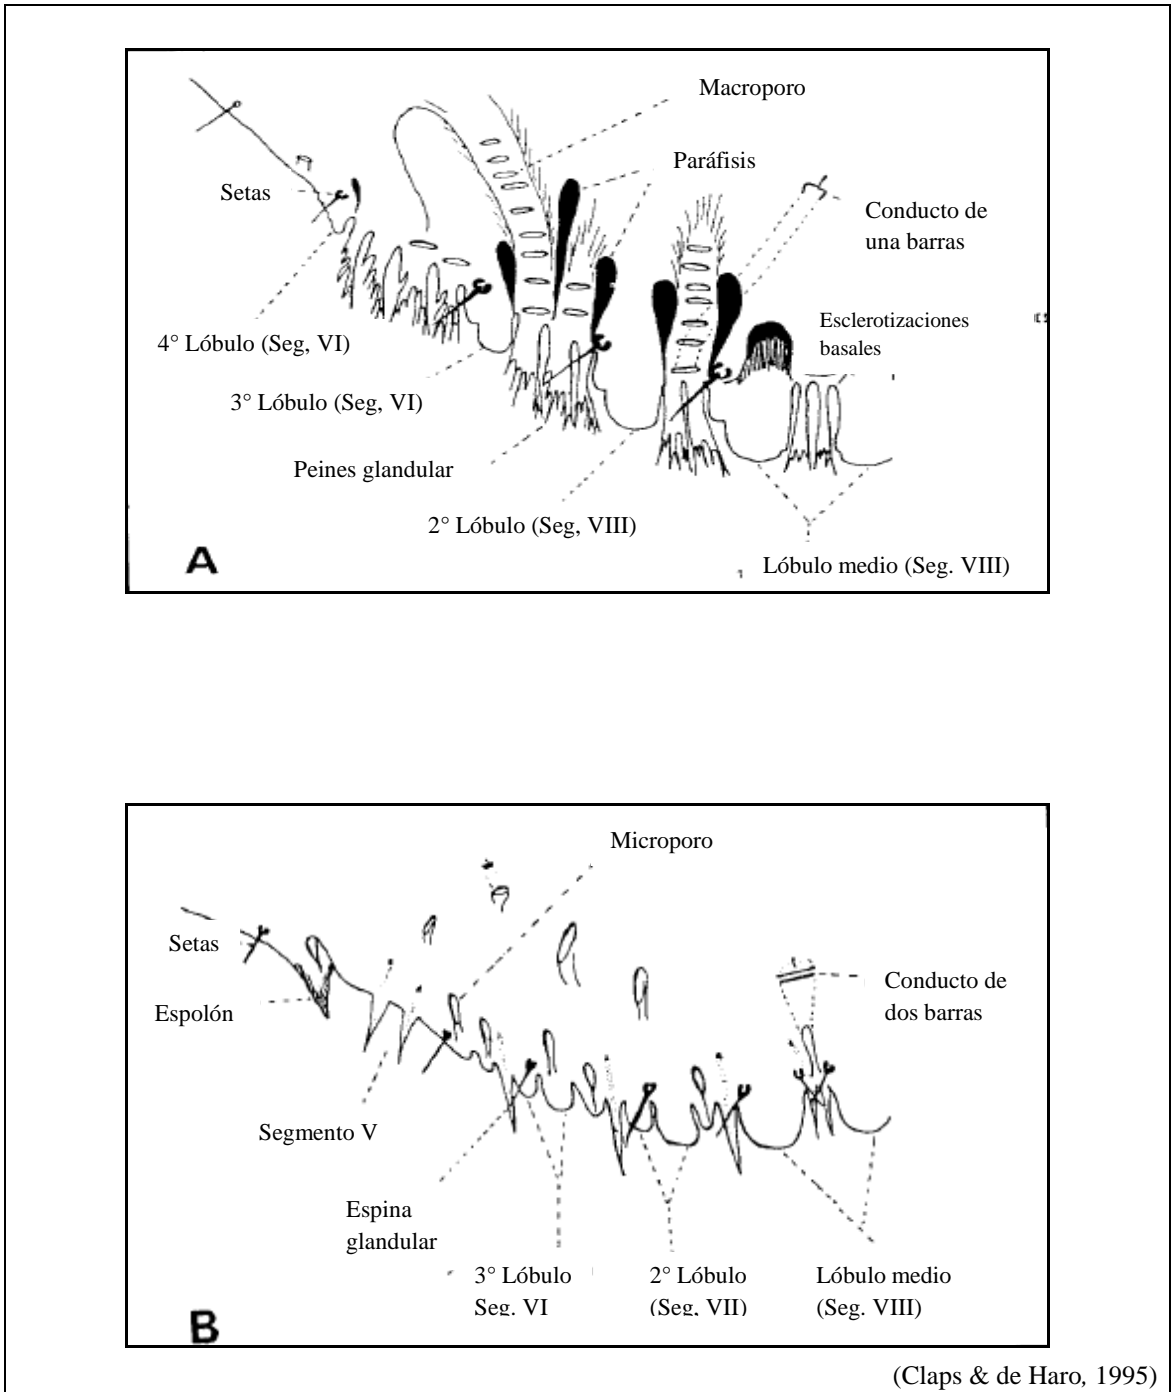 Macroporo
Paráfisis
Setas
Conducto de
una barras
Esclerotizaciones
basales
4° Lóbulo (Seg, VI)
3° Lóbulo (Seg, VI)
Peines glandular
2° Lóbulo (Seg, VIII)
A
Lóbulo medio (Seg. VIII)
Microporo
Setas
Conducto de
dos barras
Espolón
Segmento V
Espina
glandular
3° Lóbulo
Seg. VI
2° Lóbulo
(Seg, VII)
Lóbulo medio
(Seg. VIII)
B
(Claps & de Haro, 1995)